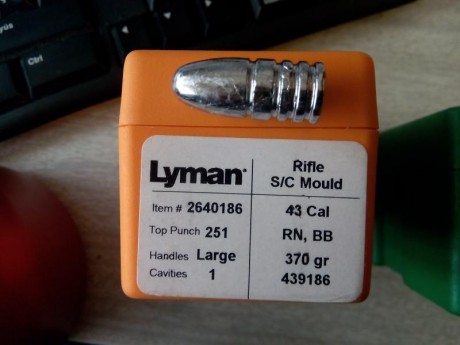 Ctrl
Lyman®
Item # 2640186
Top Punch 251
Handles Large
Cavities 1
Rifle
S/C Mould
43 Cal
RN, BB
370 gr
439186